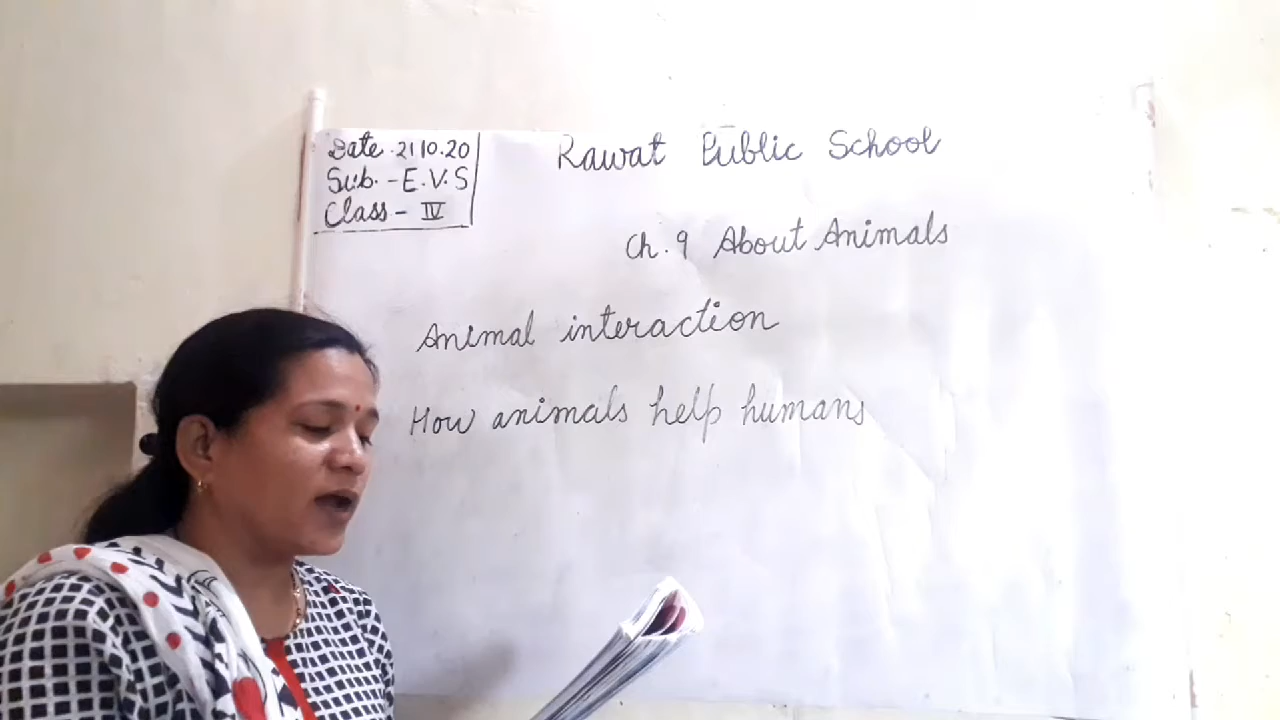 Date .21.10.20
Sub. - E.V.S
Class - IV
Rawat Public School
Ch. 9 About Animals
Animal interaction
How animals help humans